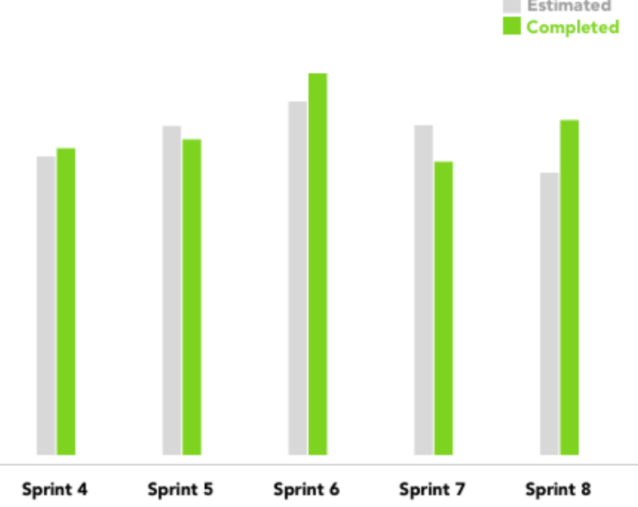 Estimated
Completed
Sprint 4
Sprint 5
Sprint 6
Sprint 7
Sprint 8